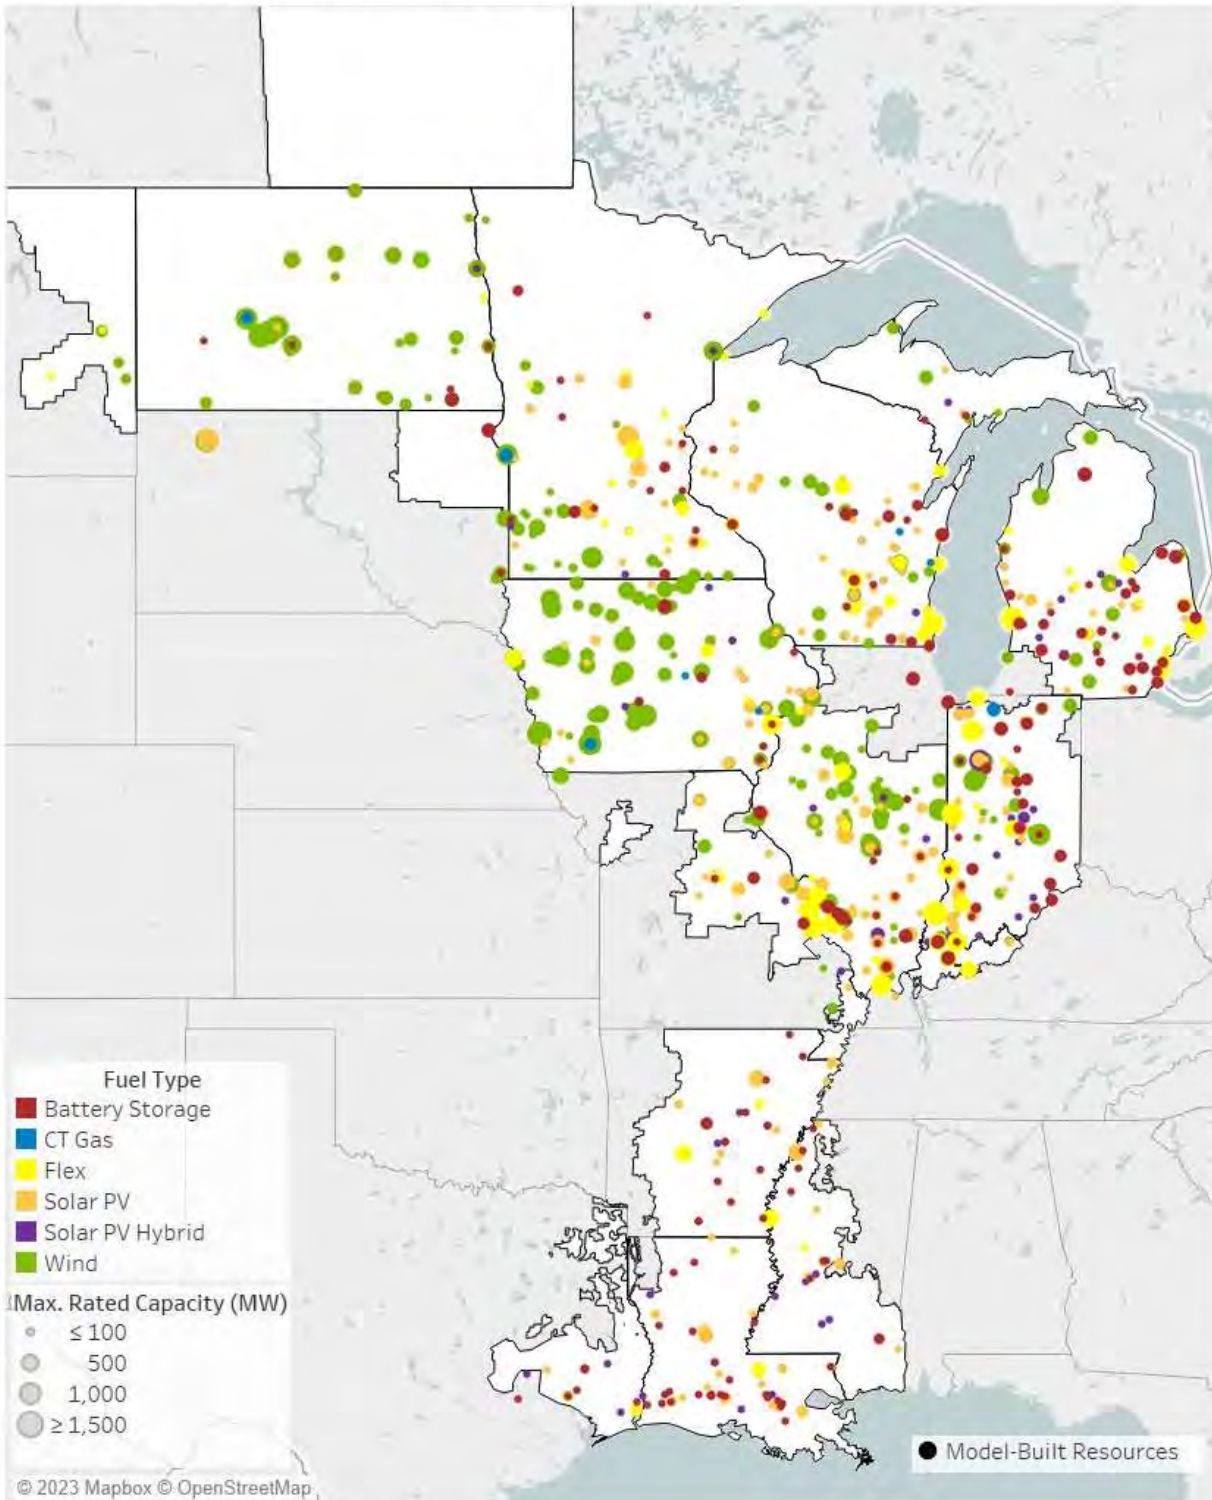 Fuel Type
Battery Storage
CT Gas
Flex
Solar PV
Solar PV Hybrid
Wind
Max. Rated Capacity (MW)
≤ 100
500
1,000
≥ 1,500
Model-Built Resources
© 2023 Mapbox © OpenStreetMap